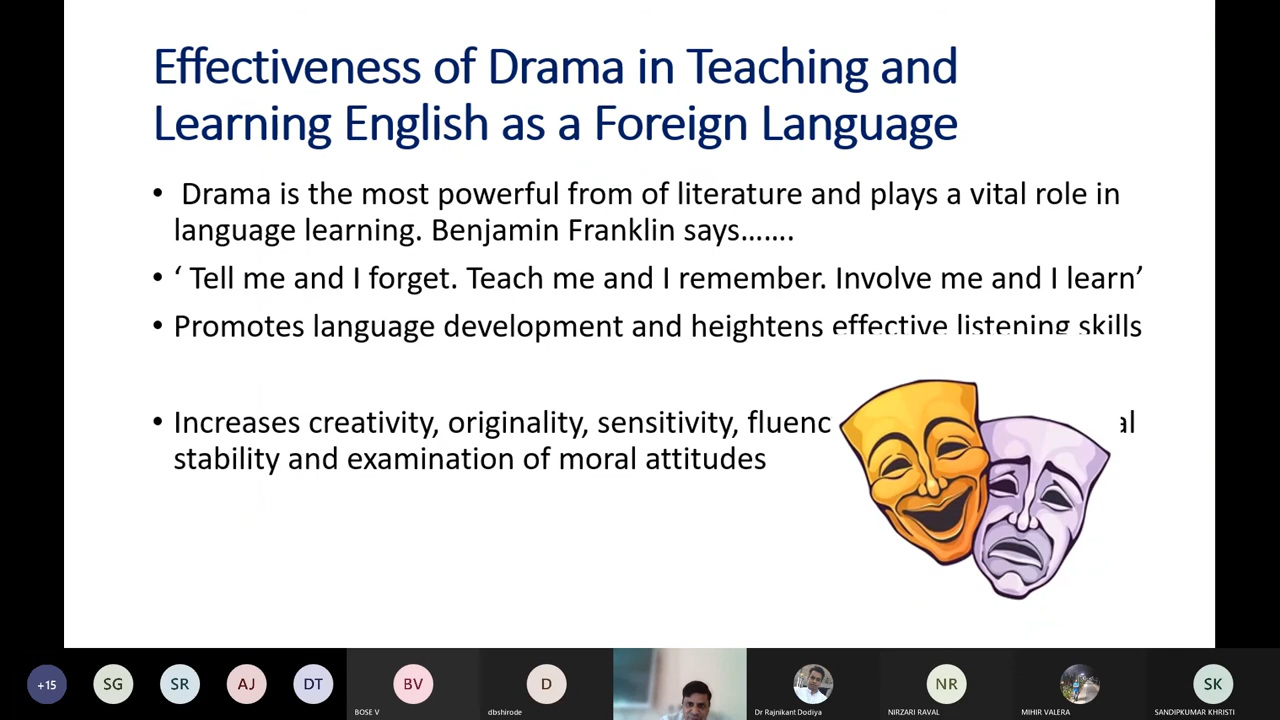 Effectiveness of Drama in Teaching and
Learning English as a Foreign Language
• Drama is the most powerful from of literature and plays a vital role in
language learning. Benjamin Franklin says…….
• ‘ Tell me and I forget. Teach me and I remember. Involve me and I learn’
• Promotes language development and heightens effective listening skills
• Increases creativity, originality, sensitivity, fluenc
stability and examination of moral attitudes
+15
SG
SR
AJ
DT
BV
D
NR
SK
BOSE V
dbshirode
Dr Rajnikant Dodiya
NIRZARI RAVAL
MIHIR VALERA
SANDIPKUMAR KHRISTI